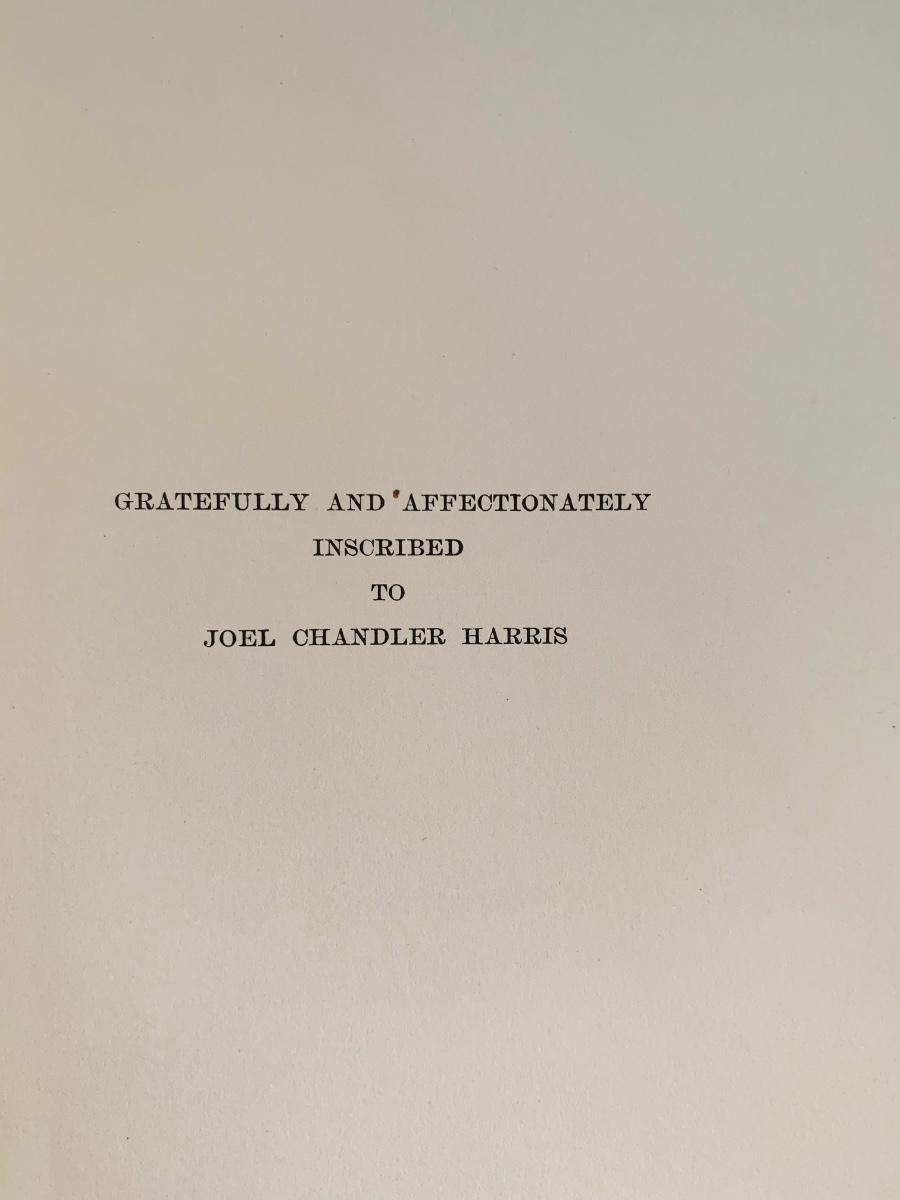 GRATEFULLY AND AFFECTIONATELY
INSCRIBED
TO
JOEL CHANDLER HARRIS